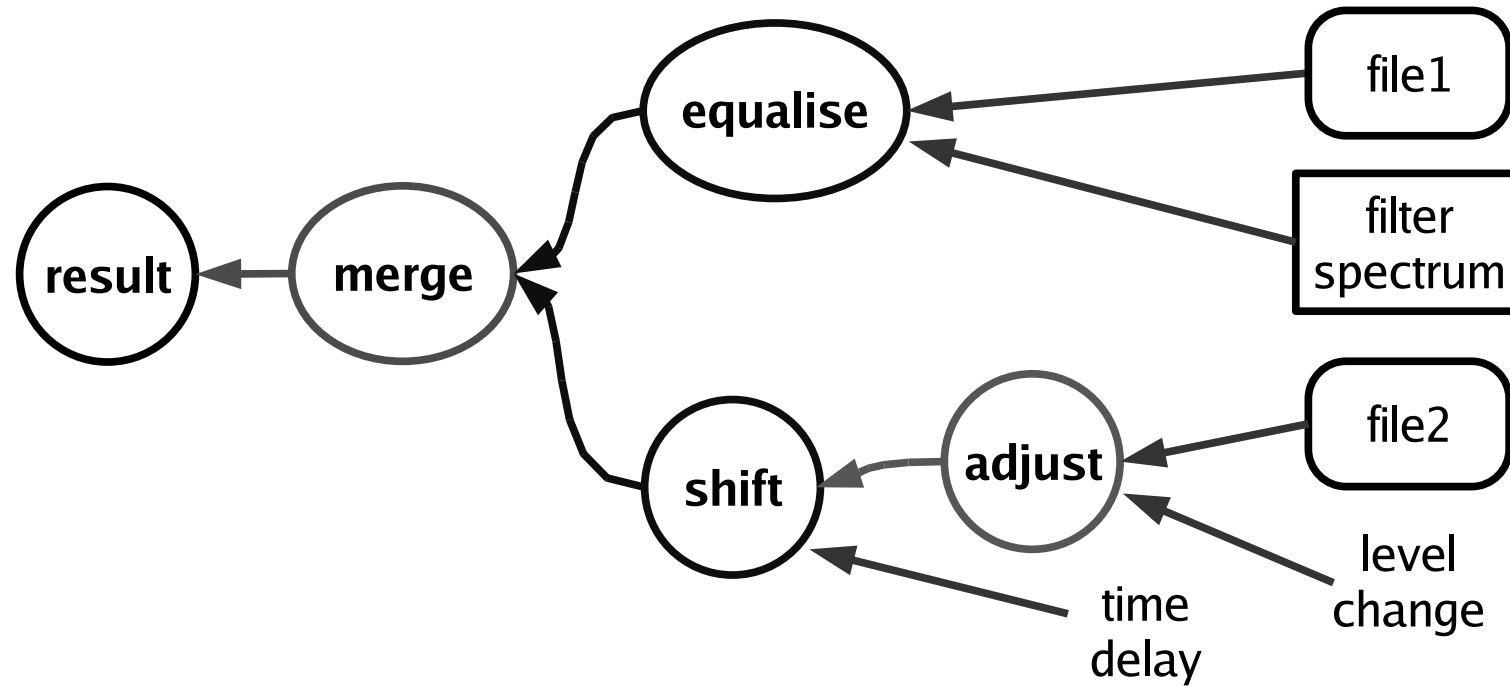 file1
equalise
filter
spectrum
result
merge
file2
adjust
shift
level
change
time
delay